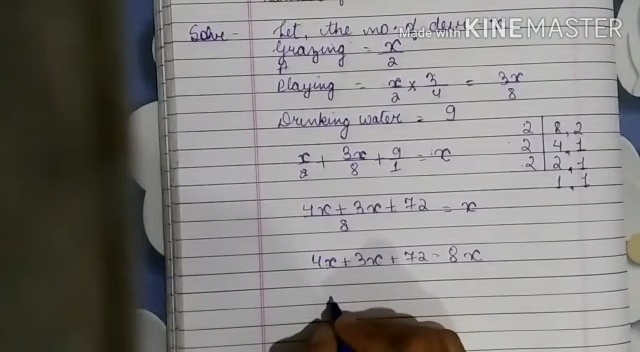 Made with KINEMASTER
Solve - Let, the no. of deer = x
Grazing = x/2
Playing = x/2 × 3/4 = 3x/8
Drinking water = 9
2 | 8, 2
2 | 4, 1
2 | 2, 1
1, 1
x/2 + 3x/8 + 9/1 = x
4x + 3x + 72 / 8 = x
4x + 3x + 72 = 8x